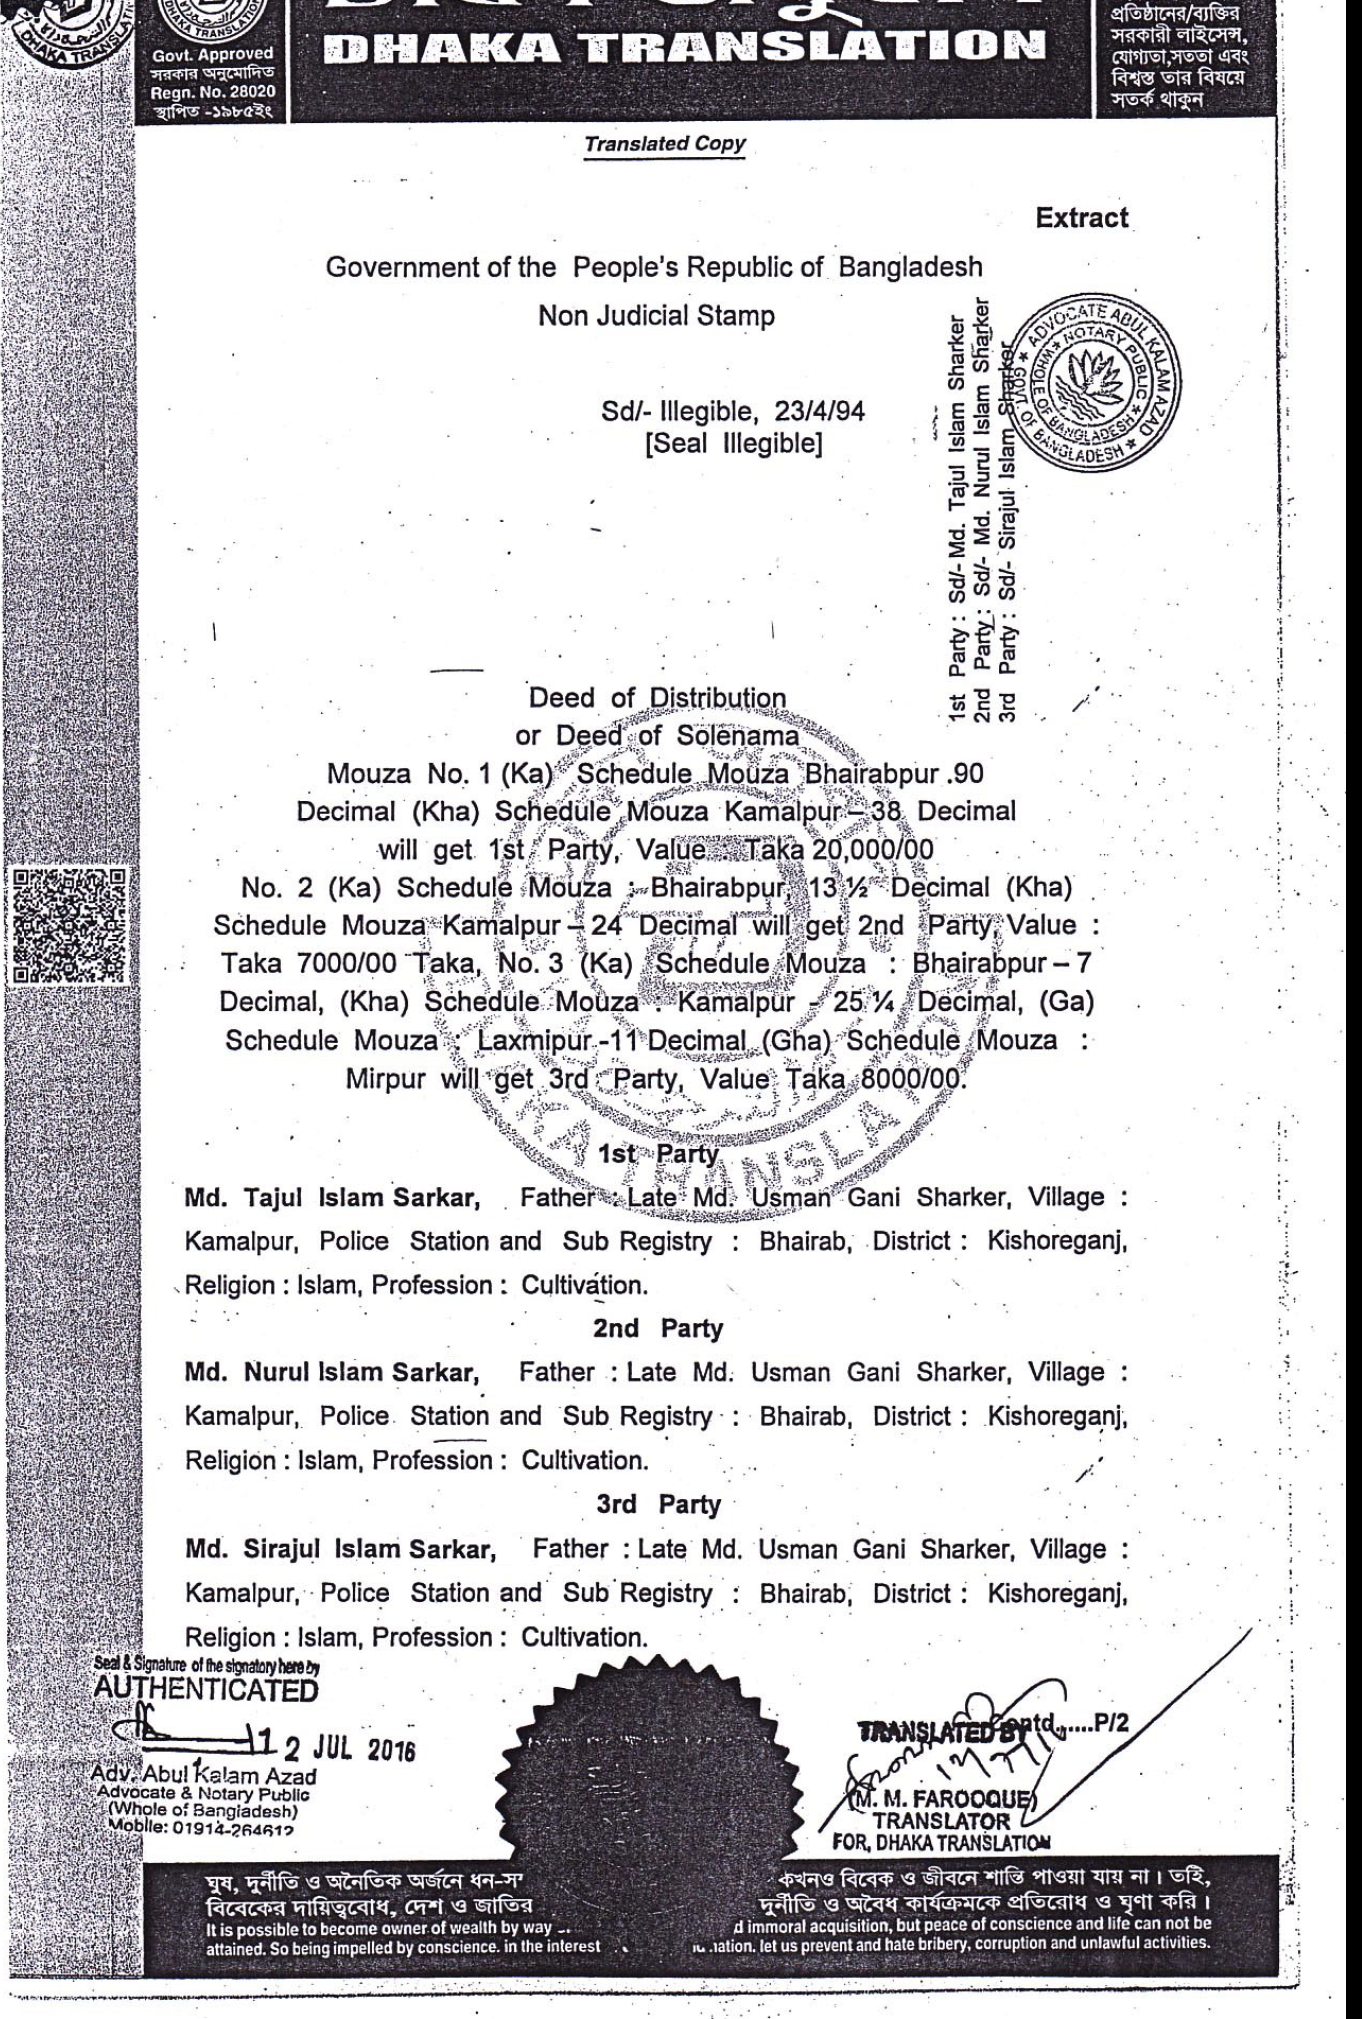 Govt. Approved
সরকার অনুমোদিত
Regn. No. 28020
স্থাপিত -১৯৮৫ইং
DHAKA TRANSLATION
প্রতিষ্ঠানের/ব্যক্তির
সরকারী লাইসেন্স,
যোগ্যতা,সততা এবং
বিশ্বস্ত তার বিষয়ে
সতর্ক থাকুন
Translated Copy
Extract
Government of the People's Republic of Bangladesh
Non Judicial Stamp
Sd/- Illegible, 23/4/94
[Seal Illegible]
1st Party : Sd/- Md. Tajul Islam Sharker
2nd Party : Sd/- Md. Nurul Islam Sharker
3rd Party : Sd/- Sirajul Islam Sharker
ADVOCATE ABUL KALAM AZAD
GOVT. OF BANGLADESH
NOTARY PUBLIC
WHOLE OF BANGLADESH
Deed of Distribution
or Deed of Solenama
Mouza No. 1 (Ka) Schedule Mouza Bhairabpur .90
Decimal (Kha) Schedule Mouza Kamalpur – 38 Decimal
will get 1st Party, Value : Taka 20,000/00
No. 2 (Ka) Schedule Mouza : Bhairabpur, 13 ½ Decimal (Kha)
Schedule Mouza Kamalpur – 24 Decimal will get 2nd Party, Value :
Taka 7000/00 Taka, No. 3 (Ka) Schedule Mouza : Bhairabpur – 7
Decimal, (Kha) Schedule Mouza : Kamalpur - 25 ¼ Decimal, (Ga)
Schedule Mouza : Laxmipur -11 Decimal (Gha) Schedule Mouza :
Mirpur will get 3rd Party, Value Taka 8000/00.
1st Party
Md. Tajul Islam Sarkar, Father : Late Md. Usman Gani Sharker, Village :
Kamalpur, Police Station and Sub Registry : Bhairab, District : Kishoreganj,
Religion : Islam, Profession : Cultivation.
2nd Party
Md. Nurul Islam Sarkar, Father : Late Md. Usman Gani Sharker, Village :
Kamalpur, Police Station and Sub Registry : Bhairab, District : Kishoreganj,
Religion : Islam, Profession : Cultivation.
3rd Party
Md. Sirajul Islam Sarkar, Father : Late Md. Usman Gani Sharker, Village :
Kamalpur, Police Station and Sub Registry : Bhairab, District : Kishoreganj,
Religion : Islam, Profession : Cultivation.
Seal & Signature of the signatory here by
AUTHENTICATED
12 JUL 2016
Adv. Abul Kalam Azad
Advocate & Notary Public
(Whole of Bangladesh)
Mobile: 01914-264612
Contd......P/2
TRANSLATED BY
(M. M. FAROOQUE)
TRANSLATOR
FOR, DHAKA TRANSLATION
ঘুষ, দুর্নীতি ও অনৈতিক অর্জনে ধন-স
কখনও বিবেক ও জীবনে শান্তি পাওয়া যায় না। তাই,
বিবেকের দায়িত্ববোধ, দেশ ও জাতির
দুর্নীতি ও অবৈধ কার্যক্রমকে প্রতিরোধ ও ঘৃণা করি।
It is possible to become owner of wealth by way
d immoral acquisition, but peace of conscience and life can not be
attained. So being impelled by conscience. in the interest
nation. let us prevent and hate bribery, corruption and unlawful activities.